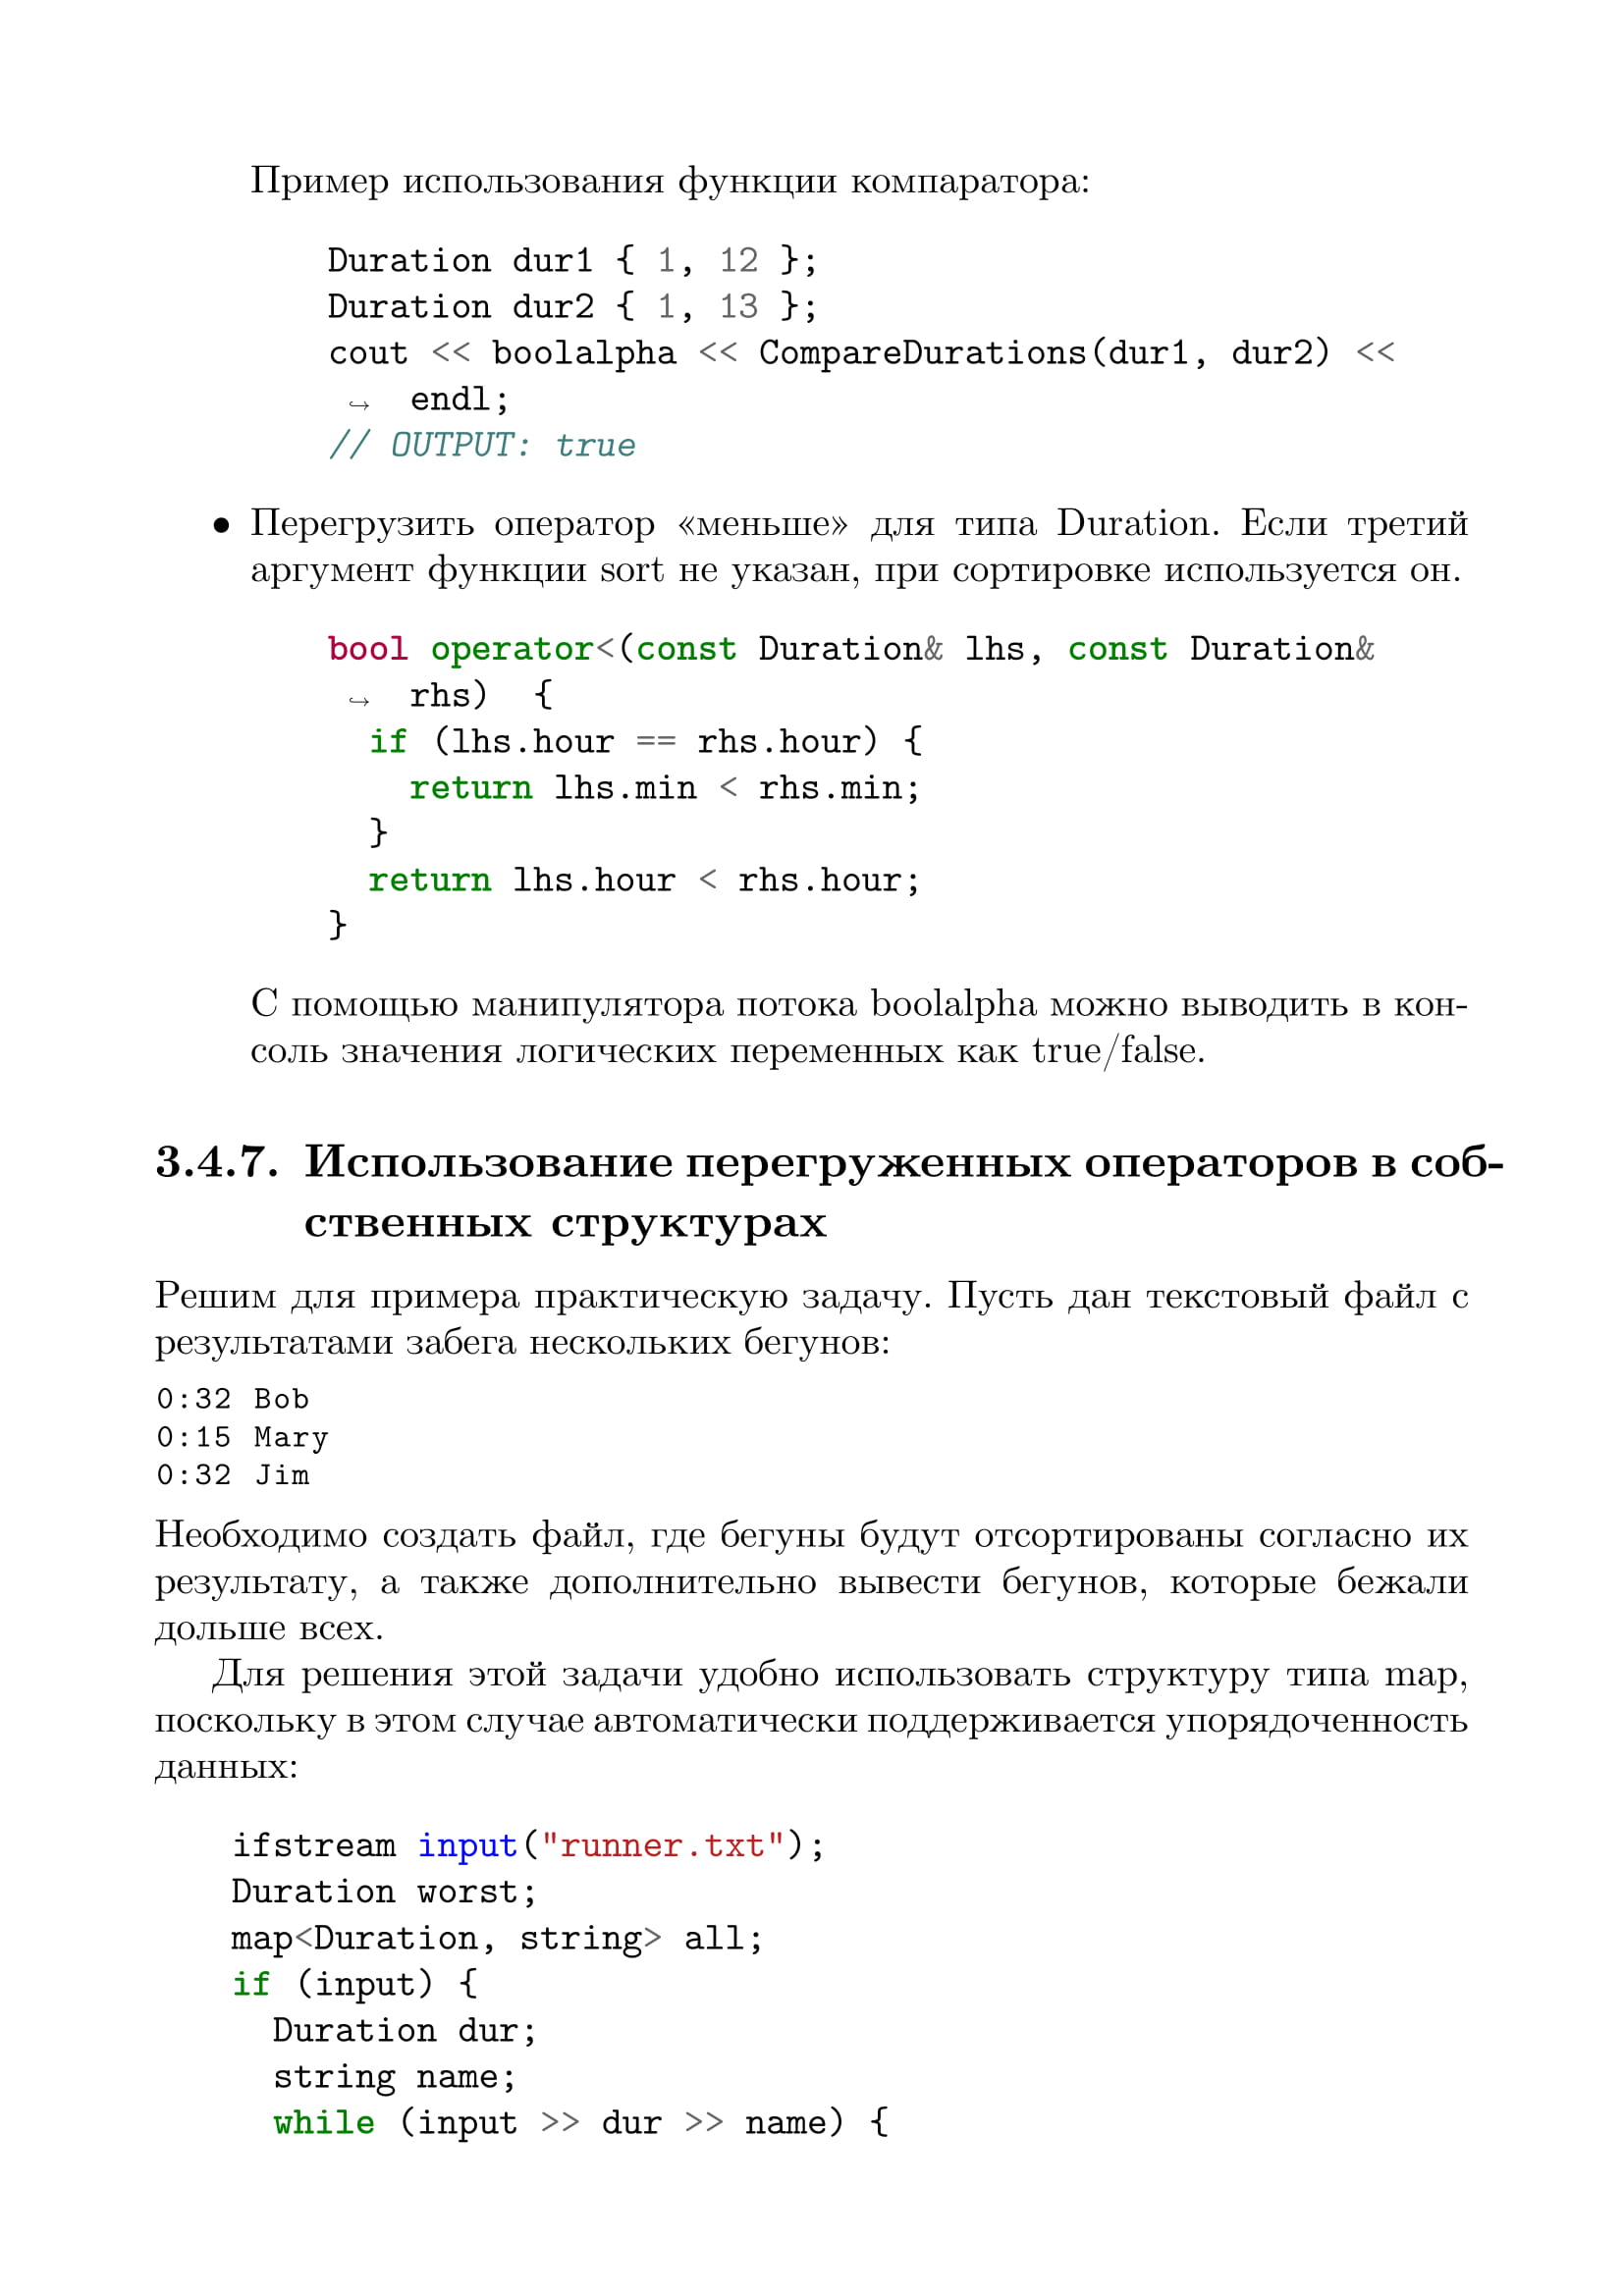 Пример использования функции компаратора:
Duration dur1 { 1, 12 };
Duration dur2 { 1, 13 };
cout << boolalpha << CompareDurations(dur1, dur2) <<
↪ endl;
// OUTPUT: true
• Перегрузить оператор «меньше» для типа Duration. Если третий
аргумент функции sort не указан, при сортировке используется он.
bool operator<(const Duration& lhs, const Duration&
↪ rhs)  {
  if (lhs.hour == rhs.hour) {
    return lhs.min < rhs.min;
  }
  return lhs.hour < rhs.hour;
}
С помощью манипулятора потока boolalpha можно выводить в кон-
соль значения логических переменных как true/false.
3.4.7. Использование перегруженных операторов в соб-
ственных структурах
Решим для примера практическую задачу. Пусть дан текстовый файл с
результатами забега нескольких бегунов:
0:32 Bob
0:15 Mary
0:32 Jim
Необходимо создать файл, где бегуны будут отсортированы согласно их
результату, а также дополнительно вывести бегунов, которые бежали
дольше всех.
Для решения этой задачи удобно использовать структуру типа map,
поскольку в этом случае автоматически поддерживается упорядоченность
данных:
ifstream input("runner.txt");
Duration worst;
map<Duration, string> all;
if (input) {
  Duration dur;
  string name;
  while (input >> dur >> name) {